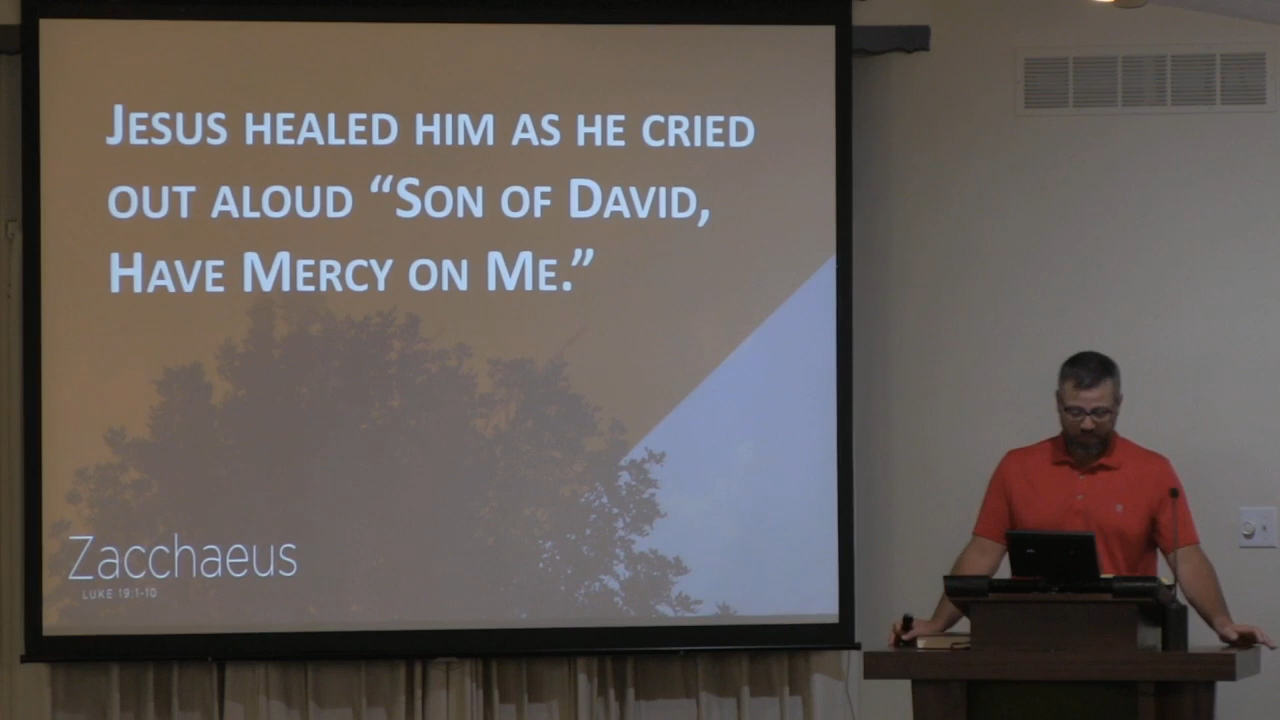 Jesus healed him as he cried
out aloud “Son of David,
Have Mercy on Me.”
Zacchaeus
LUKE 19:1-10